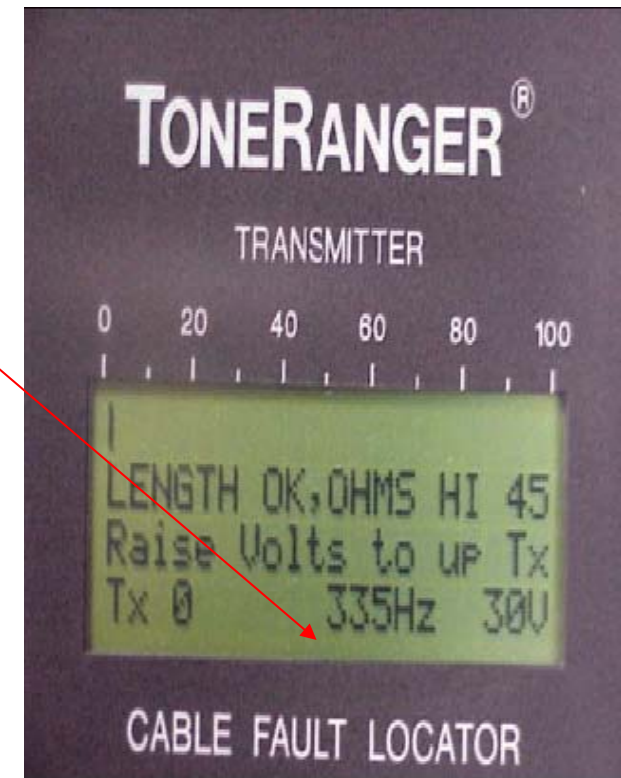 TONERANGER®
TRANSMITTER
0 20 40 60 80 100
LENGTH OK,OHMS HI 45
Raise Volts to up Tx
Tx 0 335Hz 30V
CABLE FAULT LOCATOR